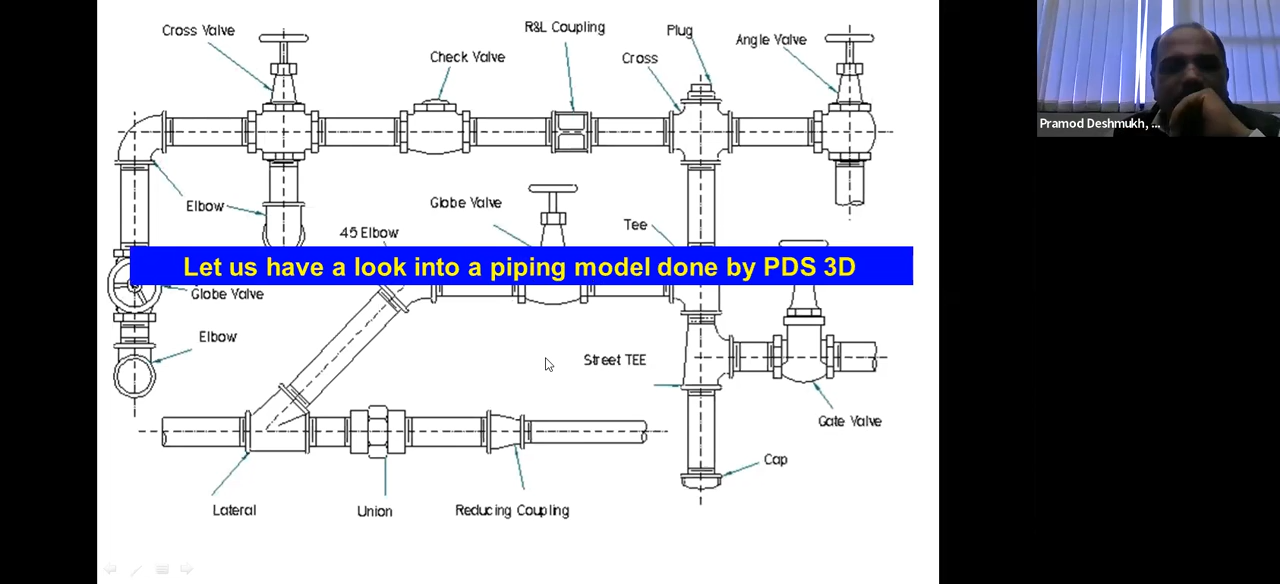 Cross Valve
R&L Coupling
Plug
Angle Valve
Check Valve
Cross
Pramod Deshmukh, ...
Elbow
Globe Valve
Tee
45 Elbow
Let us have a look into a piping model done by PDS 3D
Globe Valve
Elbow
Street TEE
Gate Valve
Cap
Lateral
Union
Reducing Coupling